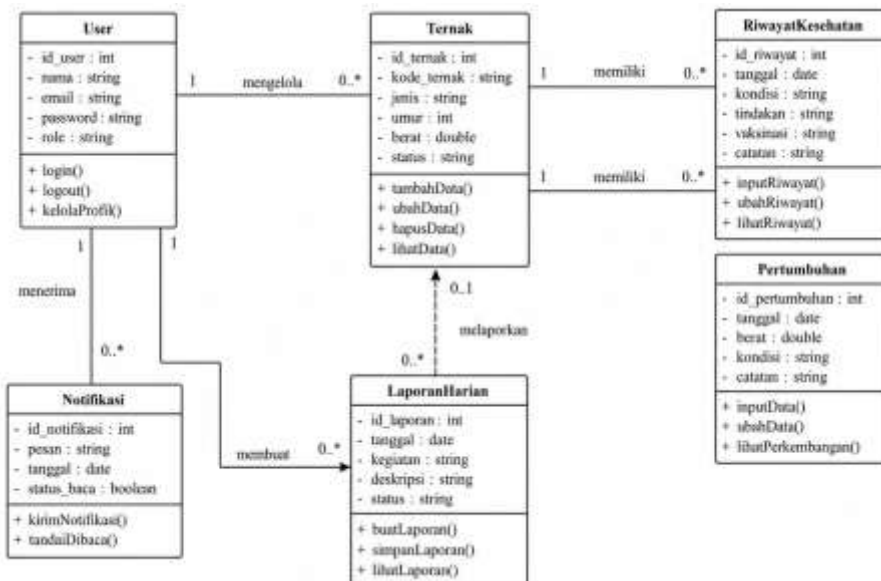 User
- id_user : int
- nama : string
- email : string
- password : string
- role : string
+ login()
+ logout()
+ kelolaProfil()
1 mengelola 0..*
Ternak
- id_ternak : int
- kode_ternak : string
- jenis : string
- umur : int
- berat : double
- status : string
+ tambahData()
+ ubahData()
+ hapusData()
+ lihatData()
1 memiliki 0..*
1 memiliki 0..*
RiwayatKesehatan
- id_riwayat : int
- tanggal : date
- kondisi : string
- tindakan : string
- vaksinasi : string
- catatan : string
+ inputRiwayat()
+ ubahRiwayat()
+ lihatRiwayat()
Pertumbuhan
- id_pertumbuhan : int
- tanggal : date
- berat : double
- kondisi : string
- catatan : string
+ inputData()
+ ubahData()
+ lihatPerkembangan()
1
menerima
0..*
1
membuat 0..*
0..1
melaporkan
0..*
Notifikasi
- id_notifikasi : int
- pesan : string
- tanggal : date
- status_baca : boolean
+ kirimNotifikasi()
+ tandaiDibaca()
LaporanHarian
- id_laporan : int
- tanggal : date
- kegiatan : string
- deskripsi : string
- status : string
+ buatLaporan()
+ simpanLaporan()
+ lihatLaporan()